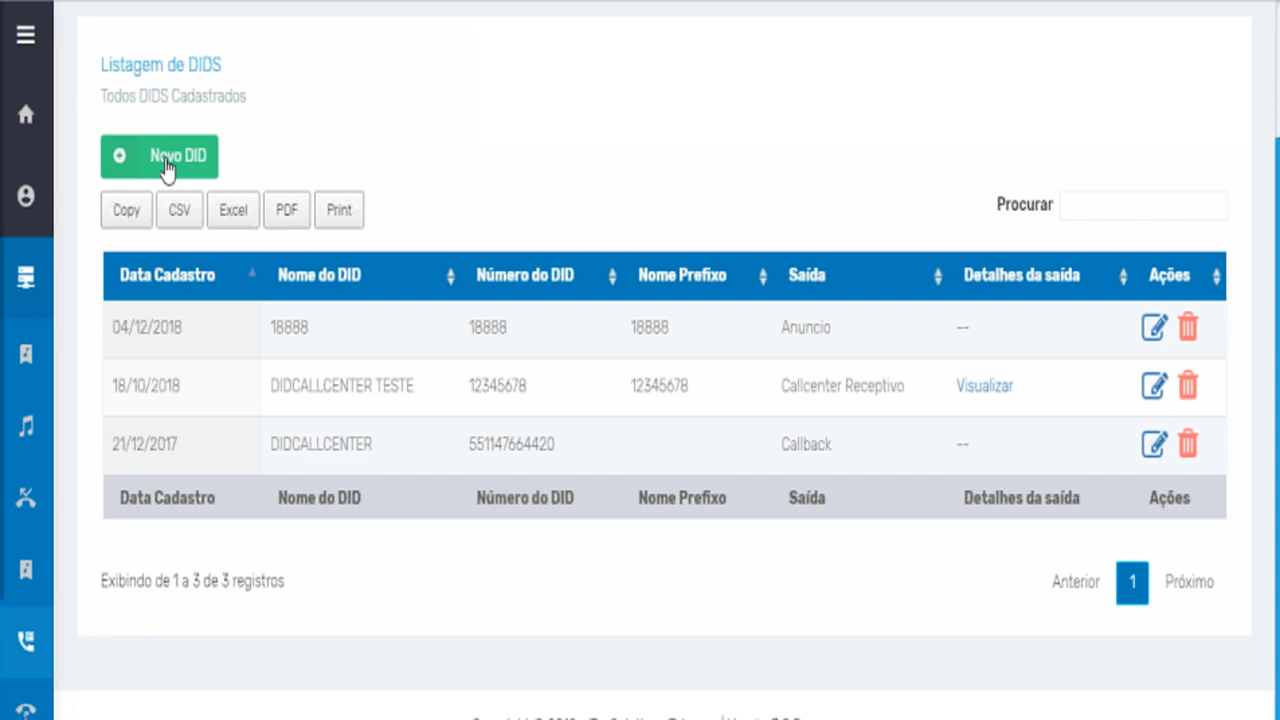 Listagem de DIDS
Todos DIDS Cadastrados
Novo DID
Copy CSV Excel PDF Print
Procurar
Data Cadastro Nome do DID Número do DID Nome Prefixo Saída Detalhes da saída Ações
04/12/2018 18888 18888 18888 Anuncio --
18/10/2018 DIDCALLCENTER TESTE 12345678 12345678 Callcenter Receptivo Visualizar
21/12/2017 DIDCALLCENTER 551147664420 Callback --
Data Cadastro Nome do DID Número do DID Nome Prefixo Saída Detalhes da saída Ações
Exibindo de 1 a 3 de 3 registros
Anterior 1 Próximo